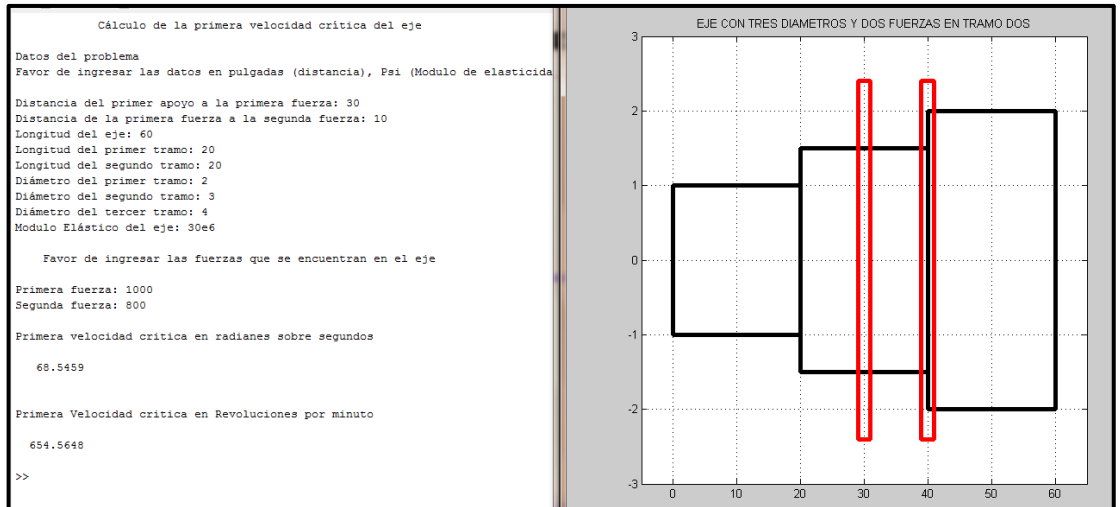 Cálculo de la primera velocidad crítica del eje
Datos del problema
Favor de ingresar las datos en pulgadas (distancia), Psi (Modulo de elasticida
Distancia del primer apoyo a la primera fuerza: 30
Distancia de la primera fuerza a la segunda fuerza: 10
Longitud del eje: 60
Longitud del primer tramo: 20
Longitud del segundo tramo: 20
Diámetro del primer tramo: 2
Diámetro del segundo tramo: 3
Diámetro del tercer tramo: 4
Modulo Elástico del eje: 30e6
Favor de ingresar las fuerzas que se encuentran en el eje
Primera fuerza: 1000
Segunda fuerza: 800
Primera velocidad critica en radianes sobre segundos
68.5459
Primera Velocidad critica en Revoluciones por minuto
654.5648
>>
EJE CON TRES DIAMETROS Y DOS FUERZAS EN TRAMO DOS
3
2
1
0
-1
-2
-3
0 10 20 30 40 50 60